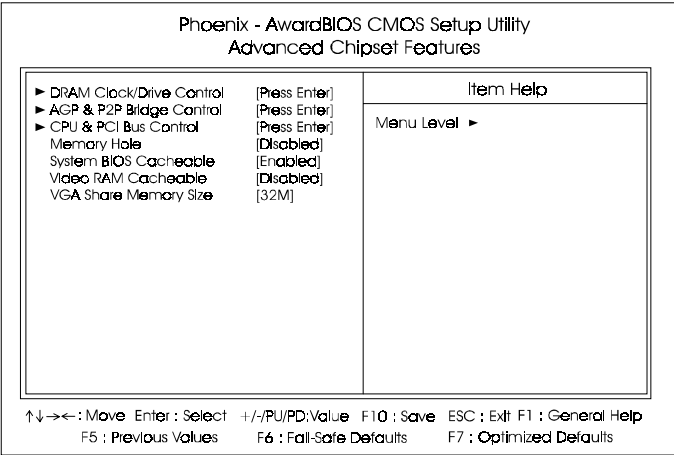 Phoenix - AwardBIOS CMOS Setup Utility
Advanced Chipset Features
► DRAM Clock/Drive Control [Press Enter]
► AGP & P2P Bridge Control [Press Enter]
► CPU & PCI Bus Control [Press Enter]
Memory Hole [Disabled]
System BIOS Cacheable [Enabled]
Video RAM Cacheable [Disabled]
VGA Share Memory Size [32M]
Item Help
Menu Level ►
↑↓→←: Move Enter : Select +/-/PU/PD:Value F10 : Save ESC : Exit F1 : General Help
F5 : Previous Values F6 : Fail-Safe Defaults F7 : Optimized Defaults